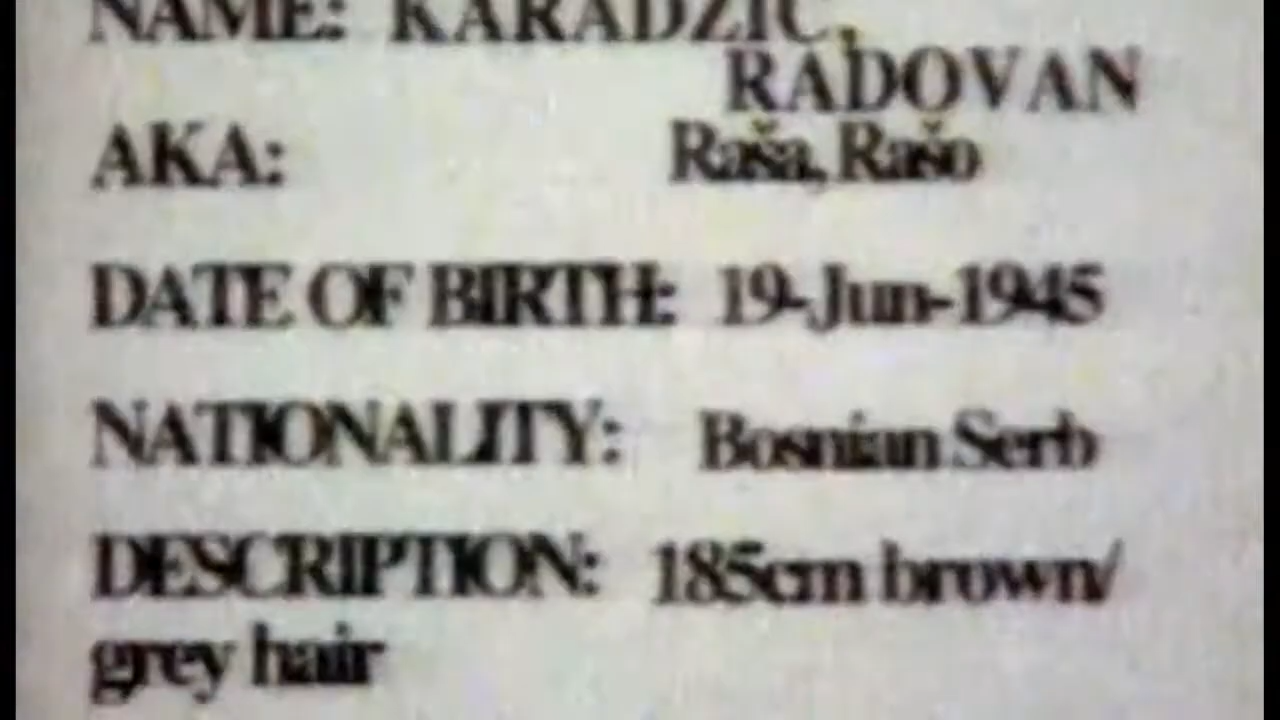 NAME: KARADZIC,
RADOVAN
AKA: Raša, Rašo
DATE OF BIRTH: 19-Jun-1945
NATIONALITY: Bosnian Serb
DESCRIPTION: 185cm brown/
grey hair